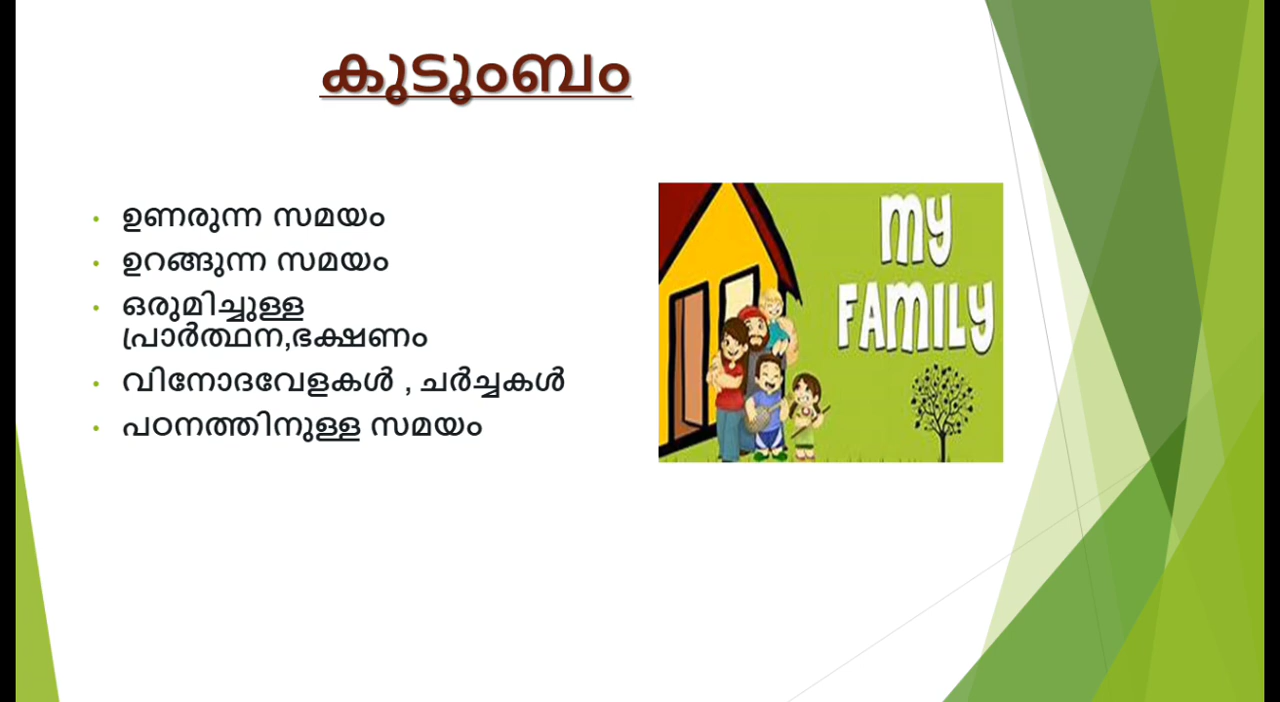 കുടുംബം
ഉണരുന്ന സമയം
ഉറങ്ങുന്ന സമയം
ഒരുമിച്ചുള്ള
പ്രാർത്ഥന,ഭക്ഷണം
വിനോദവേളകൾ , ചർച്ചകൾ
പഠനത്തിനുള്ള സമയം
MY
FAMILY